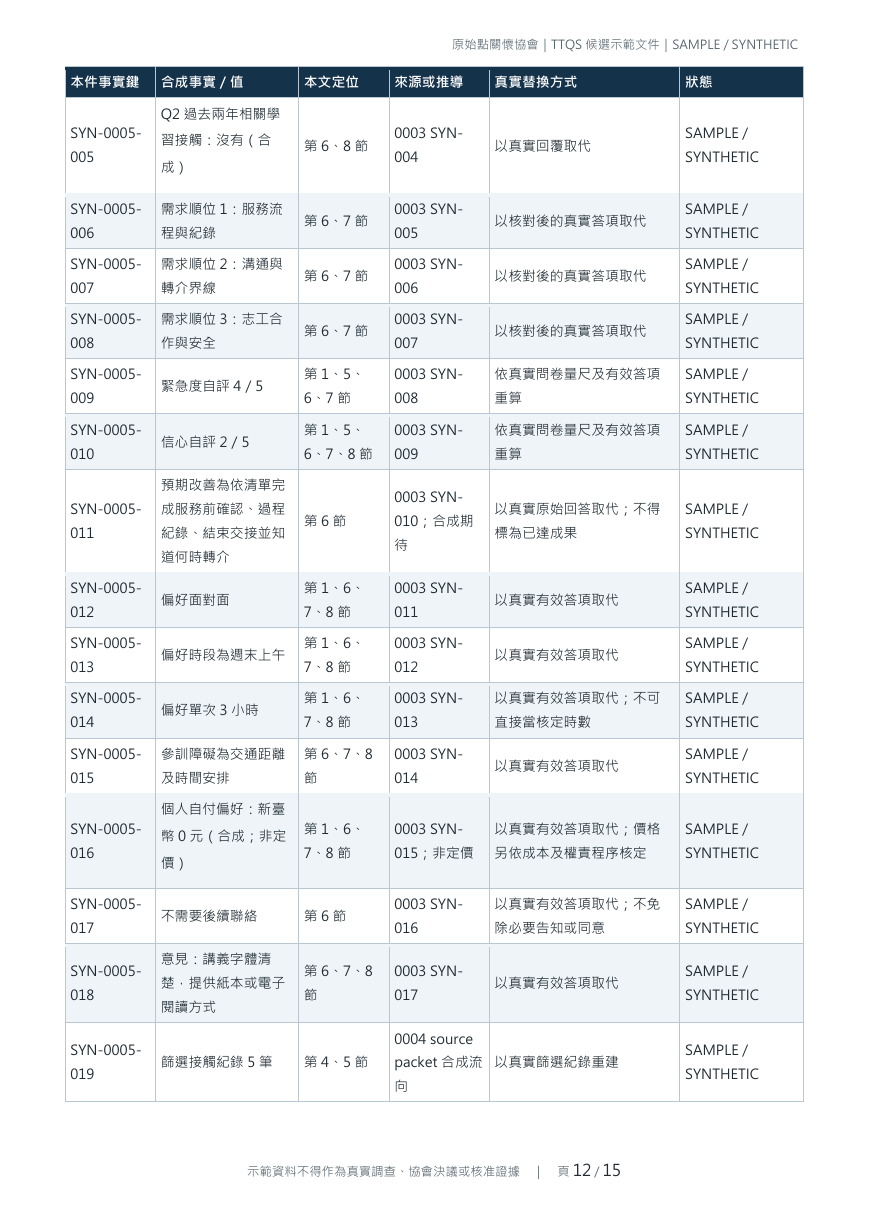 原始點關懷協會 | TTQS 候選示範文件 | SAMPLE / SYNTHETIC
本件事實鍵 合成事實 / 值 本文定位 來源或推導 真實替換方式 狀態
SYN-0005-005 Q2 過去兩年相關學習接觸：沒有（合成） 第 6、8 節 0003 SYN-004 以真實回覆取代 SAMPLE / SYNTHETIC
SYN-0005-006 需求順位 1：服務流程與紀錄 第 6、7 節 0003 SYN-005 以核對後的真實答項取代 SAMPLE / SYNTHETIC
SYN-0005-007 需求順位 2：溝通與轉介界線 第 6、7 節 0003 SYN-006 以核對後的真實答項取代 SAMPLE / SYNTHETIC
SYN-0005-008 需求順位 3：志工合作與安全 第 6、7 節 0003 SYN-007 以核對後的真實答項取代 SAMPLE / SYNTHETIC
SYN-0005-009 緊急度自評 4 / 5 第 1、5、6、7 節 0003 SYN-008 依真實問卷量尺及有效答項重算 SAMPLE / SYNTHETIC
SYN-0005-010 信心自評 2 / 5 第 1、5、6、7、8 節 0003 SYN-009 依真實問卷量尺及有效答項重算 SAMPLE / SYNTHETIC
SYN-0005-011 預期改善為依清單完成服務前確認、過程紀錄、結束交接並知道何時轉介 第 6 節 0003 SYN-010；合成期待 以真實原始回答取代；不得標為已達成果 SAMPLE / SYNTHETIC
SYN-0005-012 偏好面對面 第 1、6、7、8 節 0003 SYN-011 以真實有效答項取代 SAMPLE / SYNTHETIC
SYN-0005-013 偏好時段為週末上午 第 1、6、7、8 節 0003 SYN-012 以真實有效答項取代 SAMPLE / SYNTHETIC
SYN-0005-014 偏好單次 3 小時 第 1、6、7、8 節 0003 SYN-013 以真實有效答項取代；不可直接當核定時數 SAMPLE / SYNTHETIC
SYN-0005-015 參訓障礙為交通距離及時間安排 第 6、7、8 節 0003 SYN-014 以真實有效答項取代 SAMPLE / SYNTHETIC
SYN-0005-016 個人自付偏好：新臺幣 0 元（合成；非定價） 第 1、6、7、8 節 0003 SYN-015；非定價 以真實有效答項取代；價格另依成本及權責程序核定 SAMPLE / SYNTHETIC
SYN-0005-017 不需要後續聯絡 第 6 節 0003 SYN-016 以真實有效答項取代；不免除必要告知或同意 SAMPLE / SYNTHETIC
SYN-0005-018 意見：講義字體清楚，提供紙本或電子閱讀方式 第 6、7、8 節 0003 SYN-017 以真實有效答項取代 SAMPLE / SYNTHETIC
SYN-0005-019 篩選接觸紀錄 5 筆 第 4、5 節 0004 source packet 合成流向 以真實篩選紀錄重建 SAMPLE / SYNTHETIC
示範資料不得作為真實調查、協會決議或核准證據 | 頁 12 / 15